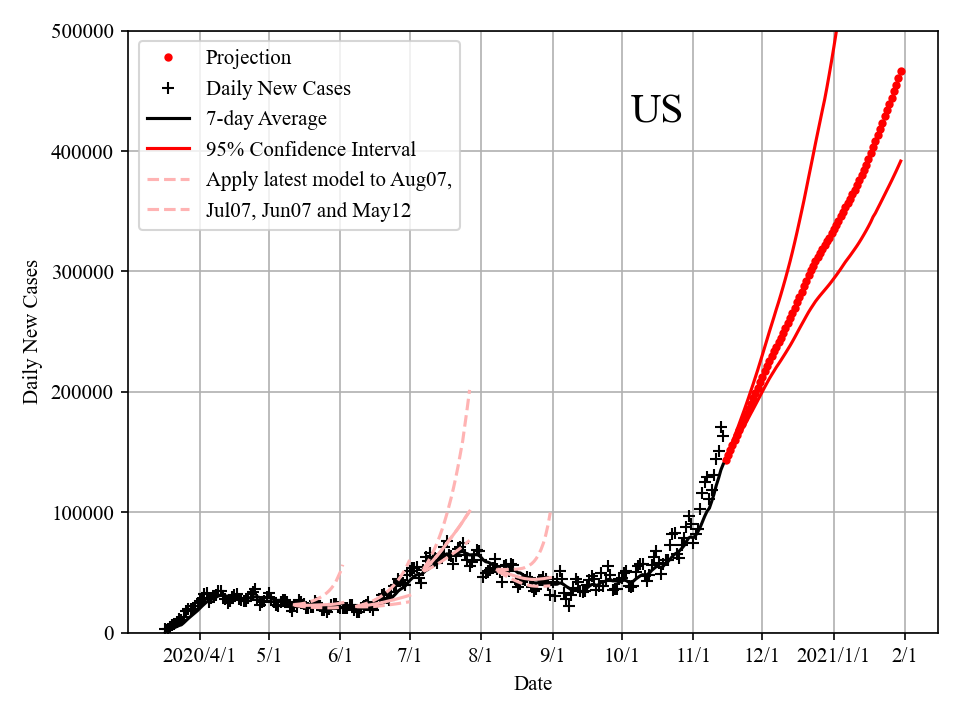 500000
400000
300000
200000
100000
0
Daily New Cases
Projection
Daily New Cases
7-day Average
95% Confidence Interval
Apply latest model to Aug07,
Jul07, Jun07 and May12
US
2020/4/1 5/1 6/1 7/1 8/1 9/1 10/1 11/1 12/1 2021/1/1 2/1
Date